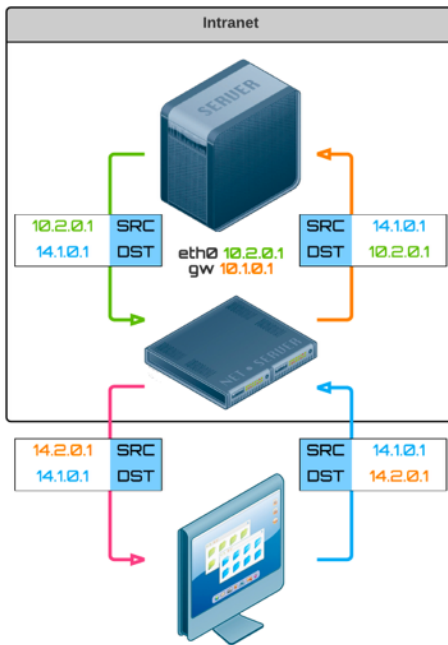 Intranet
SERVER
10.2.0.1 SRC
14.1.0.1 DST
SRC 14.1.0.1
DST 10.2.0.1
eth0 10.2.0.1
gw 10.1.0.1
NET SERVER
14.2.0.1 SRC
14.1.0.1 DST
SRC 14.1.0.1
DST 14.2.0.1